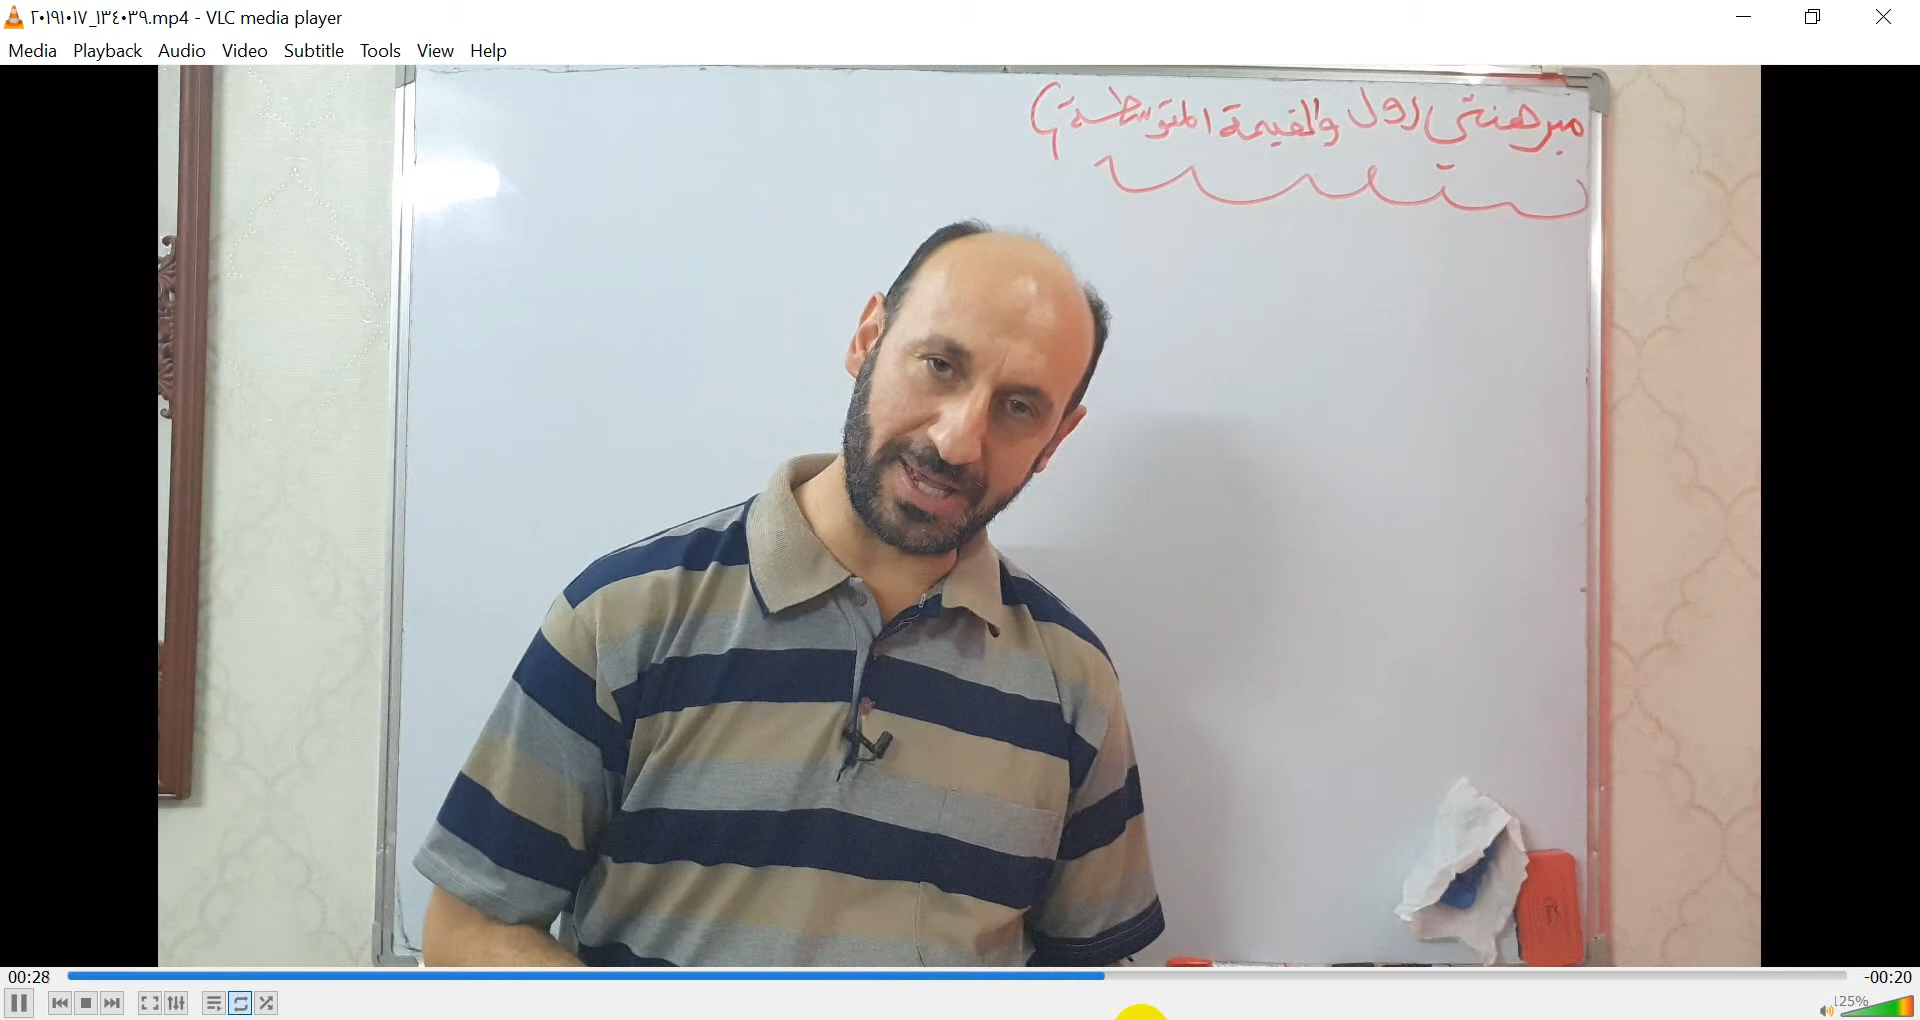 ٢٠١٩١٠١٧_١٣٤٠٣٩.mp4 - VLC media player
Media Playback Audio Video Subtitle Tools View Help
مبرهنتي رول والقيمة المتوسطة)
00:28
-00:20
125%